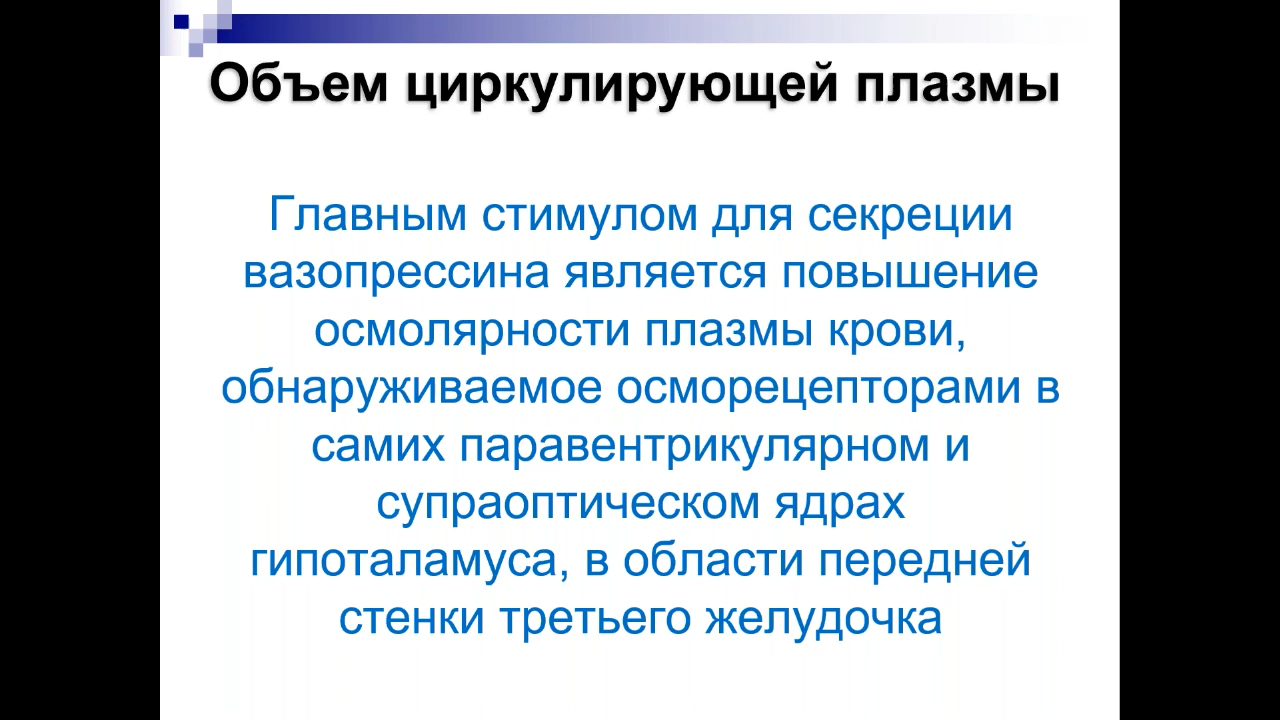 Объем циркулирующей плазмы
Главным стимулом для секреции
вазопрессина является повышение
осмолярности плазмы крови,
обнаруживаемое осморецепторами в
самих паравентрикулярном и
супраоптическом ядрах
гипоталамуса, в области передней
стенки третьего желудочка